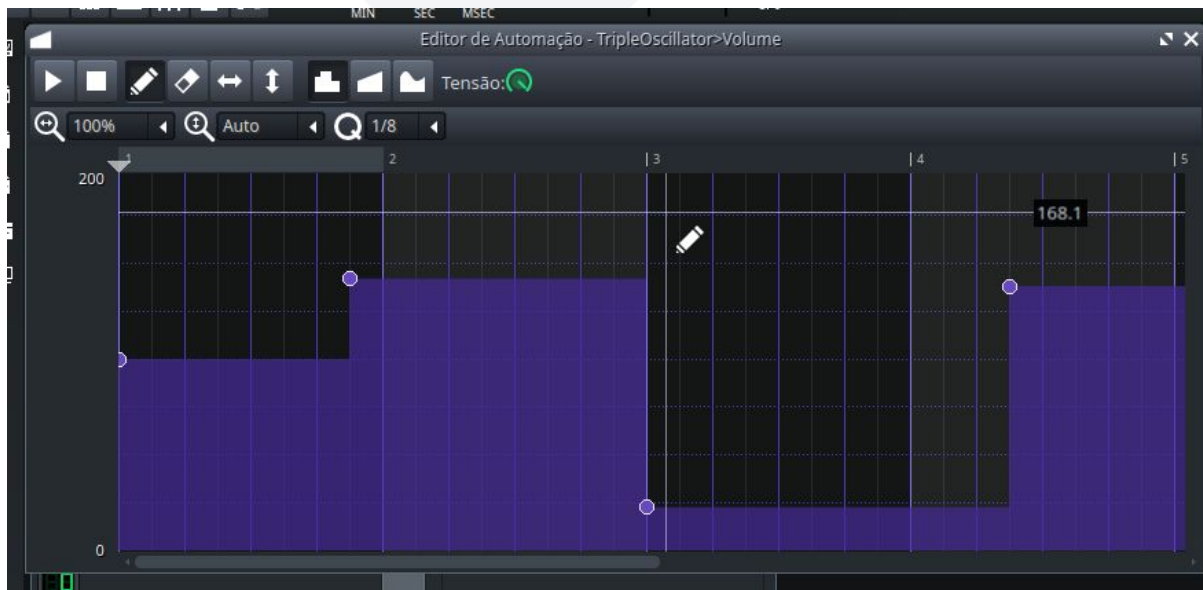 MIN SEC MSEC
Editor de Automação - TripleOscillator>Volume
Tensão:
100% Auto Q 1/8
1 2 3 4 5
200
168.1
0